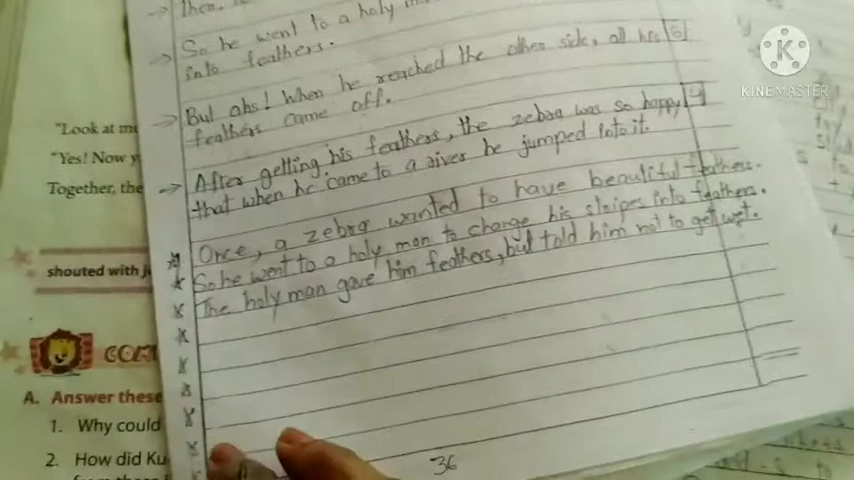 Then.
So he went to a holy
into feathers.
But ahs! When he reached the other side, all his 6
feathers came off.
After getting his feathers, the zebra was so happy 4
that when he came to a river he jumped into it.
Once, a zebra wanted to have beautiful feathers.
So he went to a holy man to change his stripes into feathers.
The holy man gave him feathers, but told him not to get wet.
36
"Look at
"Yes! Now
Together, the
shouted with
A. Answer these
1. Why could
2. How did
KINEMASTER